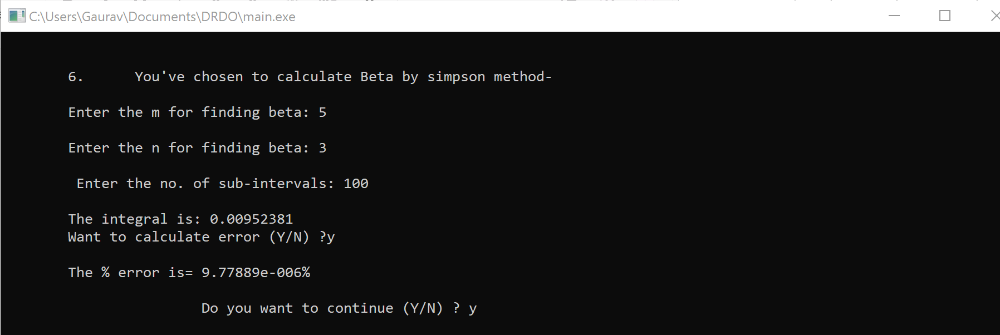 C:\Users\Gaurav\Documents\DRDO\main.exe
6.      You've chosen to calculate Beta by simpson method-
Enter the m for finding beta: 5
Enter the n for finding beta: 3
Enter the no. of sub-intervals: 100
The integral is: 0.00952381
Want to calculate error (Y/N) ?y
The % error is= 9.77889e-006%
Do you want to continue (Y/N) ? y